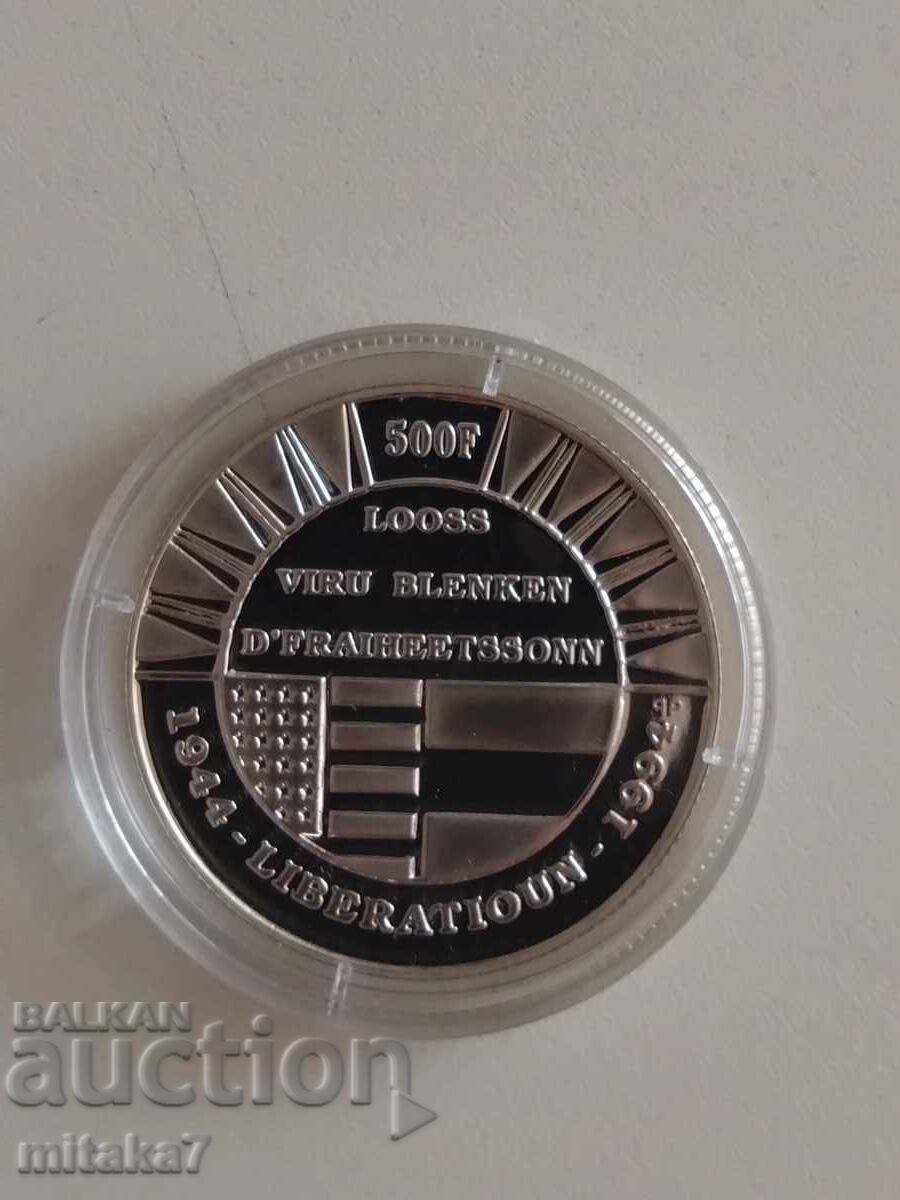 500F
LOOSS
VIRU BLENKEN
D'FRAIHEETSSONN
1944 - LIBERATIOUN - 1994
BALKAN
auction
mitaka7